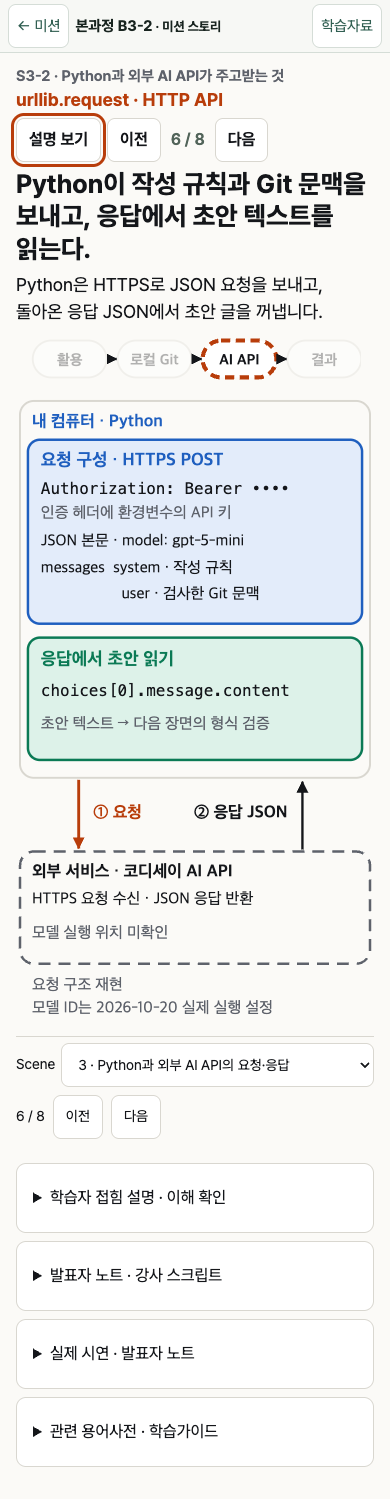 ← 미션
본과정 B3-2 · 미션 스토리
학습자료
S3-2 · Python과 외부 AI API가 주고받는 것
urllib.request · HTTP API
설명 보기
이전
6 / 8
다음
Python이 작성 규칙과 Git 문맥을
보내고, 응답에서 초안 텍스트를
읽는다.
Python은 HTTPS로 JSON 요청을 보내고,
돌아온 응답 JSON에서 초안 글을 꺼냅니다.
활용
로컬 Git
AI API
결과
내 컴퓨터 · Python
요청 구성 · HTTPS POST
Authorization: Bearer ••••
인증 헤더에 환경변수의 API 키
JSON 본문 · model: gpt-5-mini
messages system · 작성 규칙
user · 검사한 Git 문맥
응답에서 초안 읽기
choices[0].message.content
초안 텍스트 → 다음 장면의 형식 검증
① 요청
② 응답 JSON
외부 서비스 · 코디세이 AI API
HTTPS 요청 수신 · JSON 응답 반환
모델 실행 위치 미확인
요청 구조 재현
모델 ID는 2026-10-20 실제 실행 설정
Scene
3 · Python과 외부 AI API의 요청·응답
6 / 8
이전
다음
▶ 학습자 접힘 설명 · 이해 확인
▶ 발표자 노트 · 강사 스크립트
▶ 실제 시연 · 발표자 노트
▶ 관련 용어사전 · 학습가이드